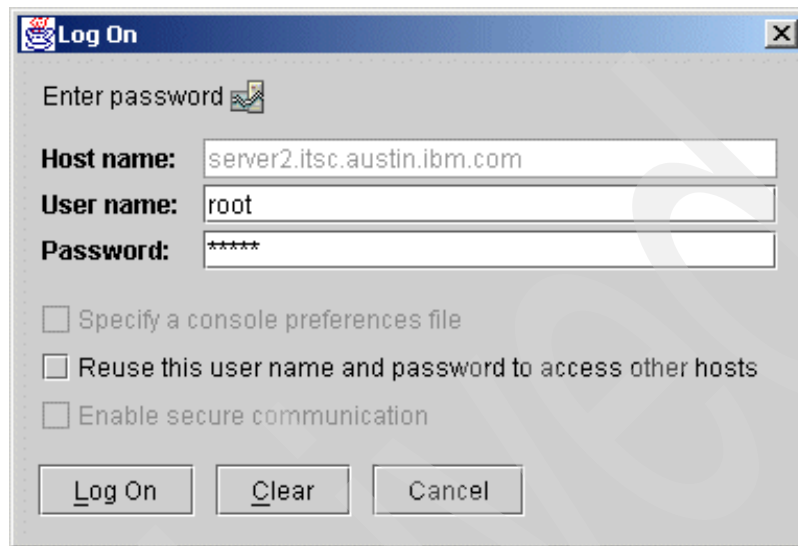 Log On
Enter password
Host name: server2.itsc.austin.ibm.com
User name: root
Password: *****
Specify a console preferences file
Reuse this user name and password to access other hosts
Enable secure communication
Log On Clear Cancel